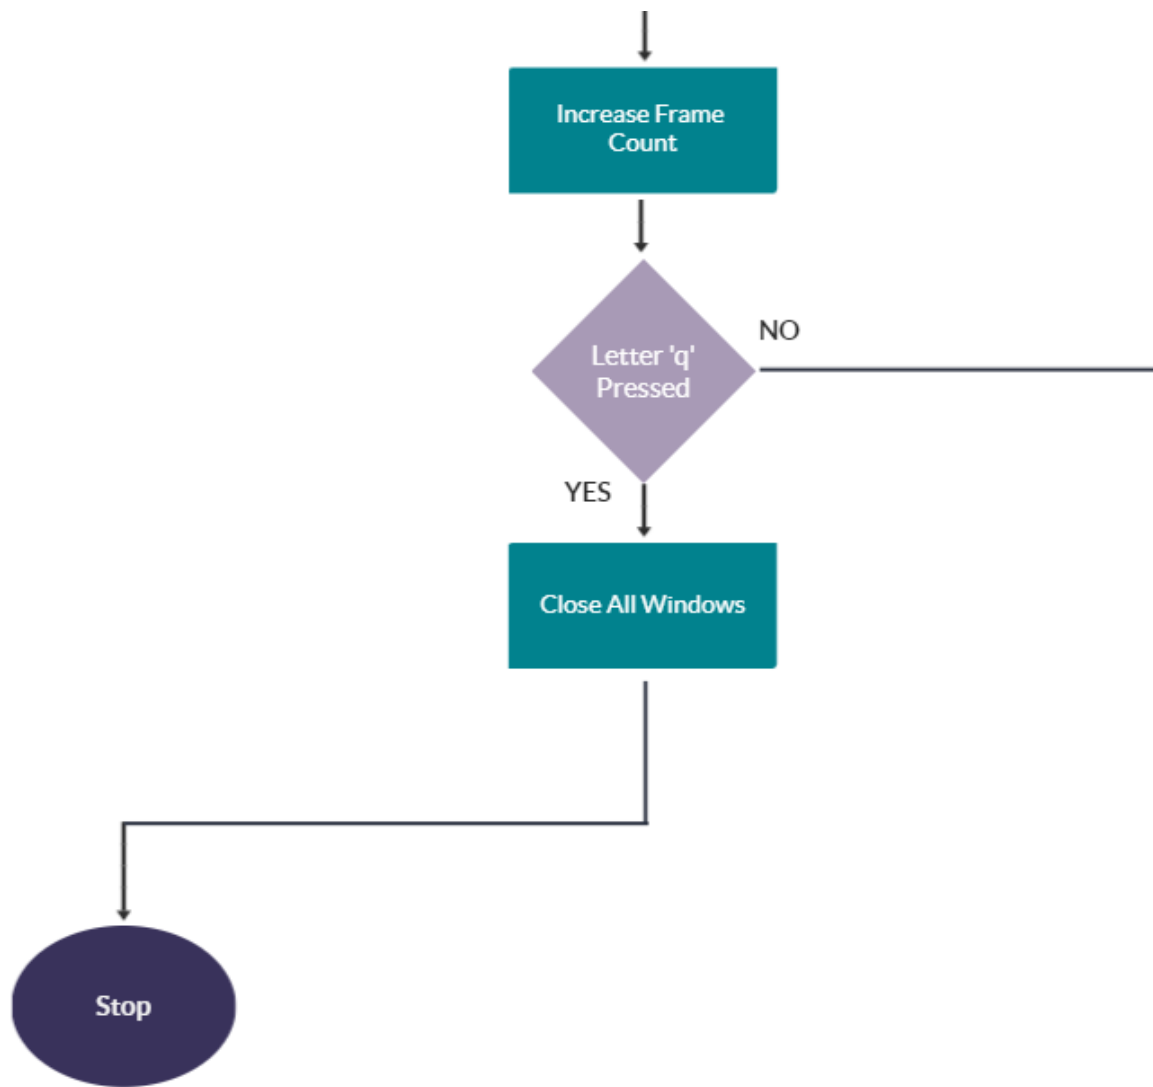 Increase Frame
Count
NO
Letter 'q'
Pressed
YES
Close All Windows
Stop